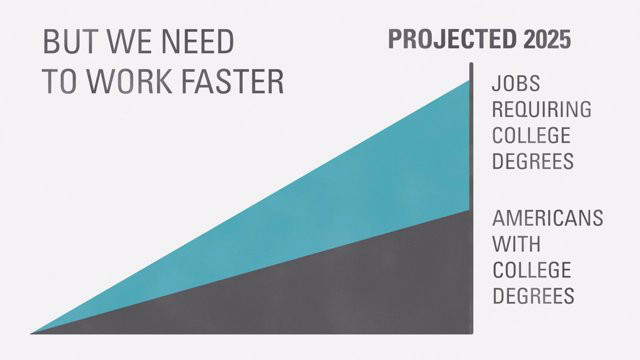 BUT WE NEED
TO WORK FASTER
PROJECTED 2025
JOBS
REQUIRING
COLLEGE
DEGREES
AMERICANS
WITH
COLLEGE
DEGREES